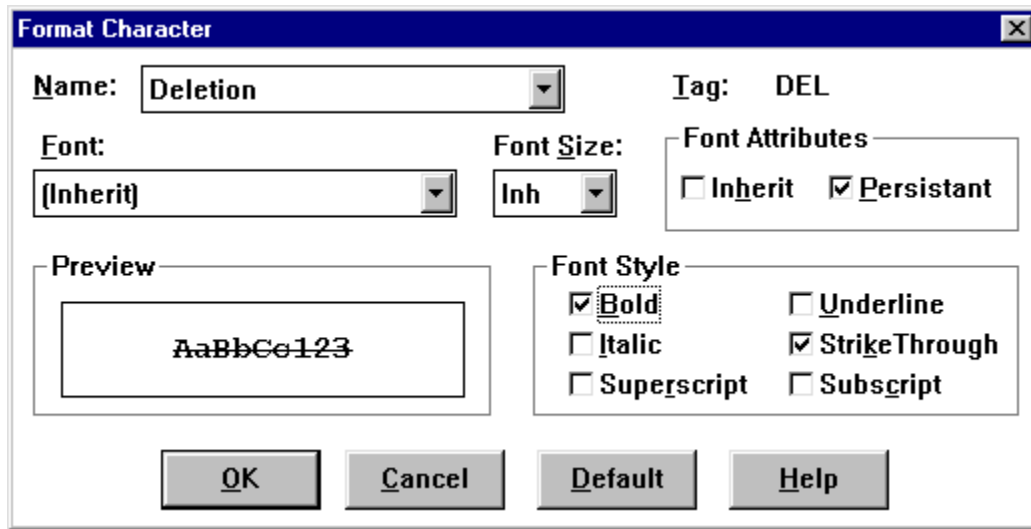 Format Character
Name: Deletion Tag: DEL
Font: Font Size: Font Attributes
(Inherit) Inh Inherit Persistant
Preview Font Style
Bold Underline
AaBbCc123 Italic StrikeThrough
Superscript Subscript
OK Cancel Default Help